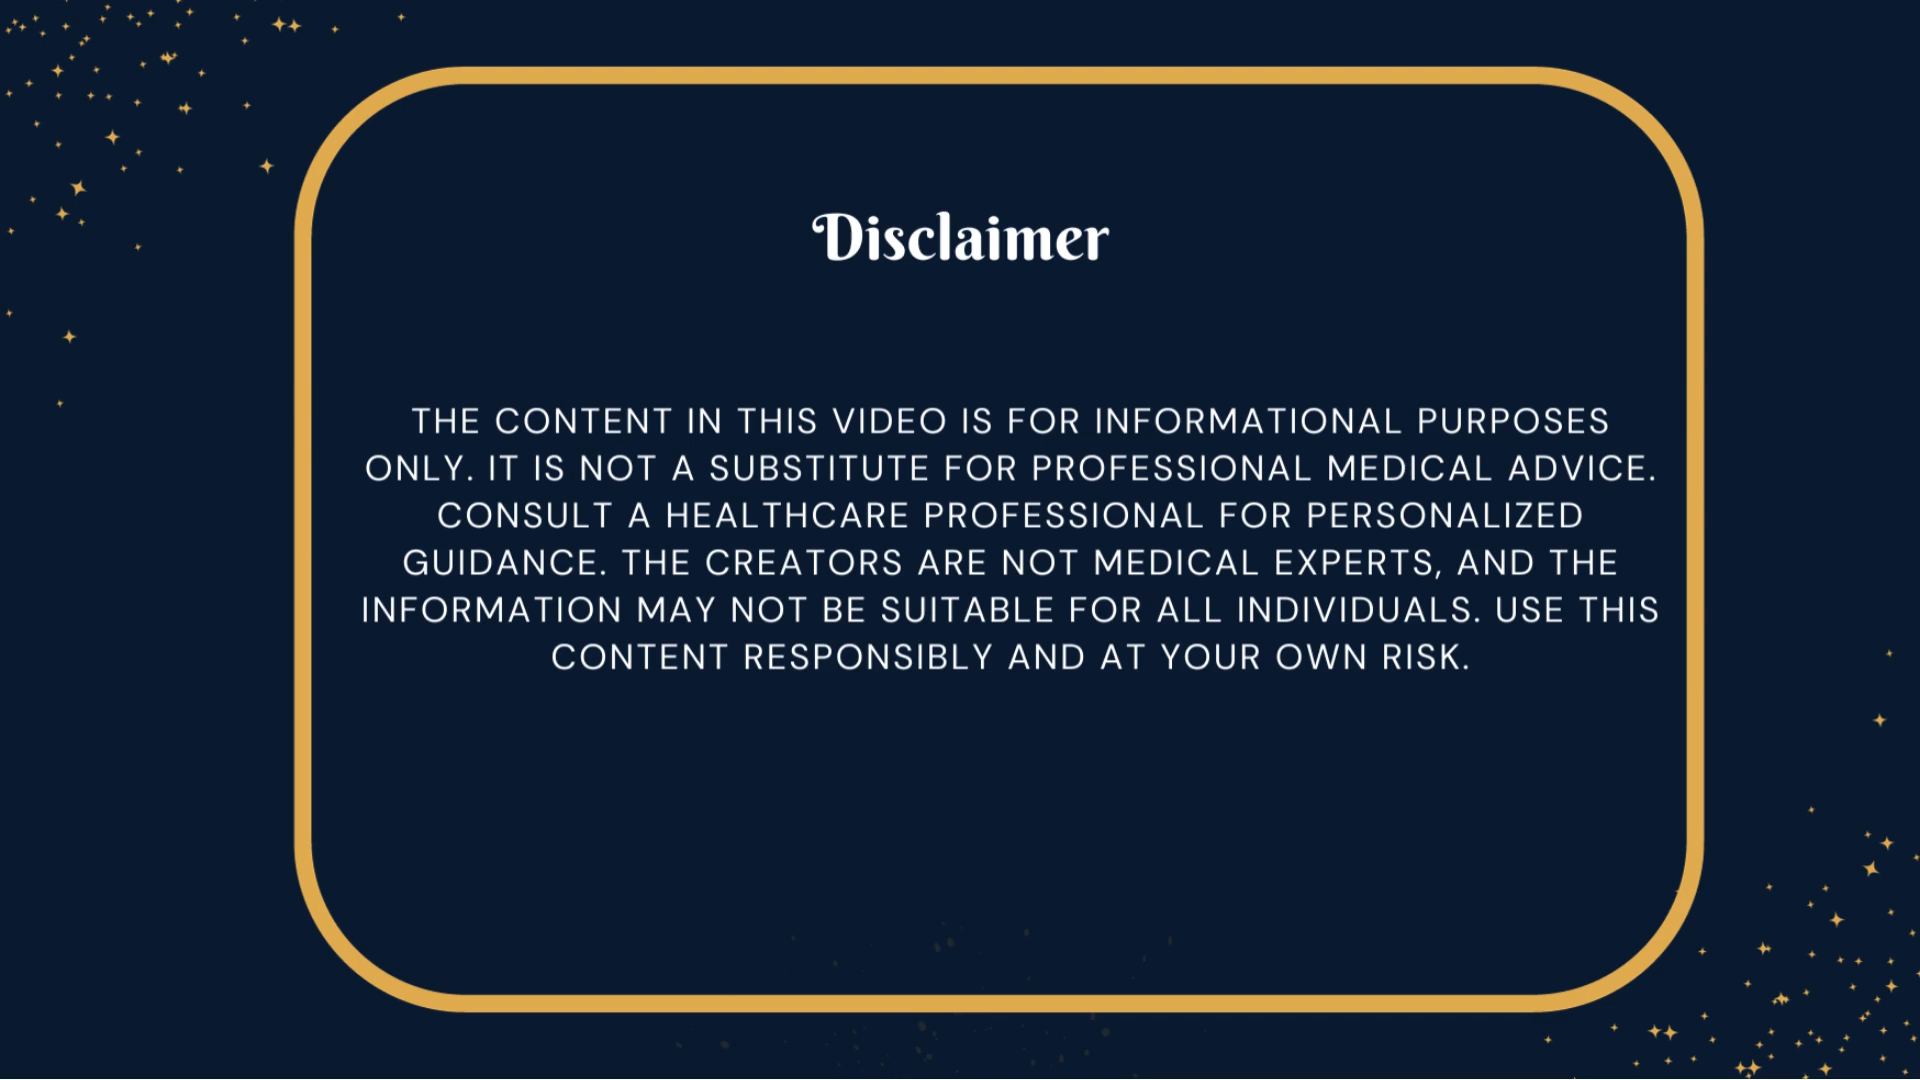 Disclaimer
THE CONTENT IN THIS VIDEO IS FOR INFORMATIONAL PURPOSES
ONLY. IT IS NOT A SUBSTITUTE FOR PROFESSIONAL MEDICAL ADVICE.
CONSULT A HEALTHCARE PROFESSIONAL FOR PERSONALIZED
GUIDANCE. THE CREATORS ARE NOT MEDICAL EXPERTS, AND THE
INFORMATION MAY NOT BE SUITABLE FOR ALL INDIVIDUALS. USE THIS
CONTENT RESPONSIBLY AND AT YOUR OWN RISK.